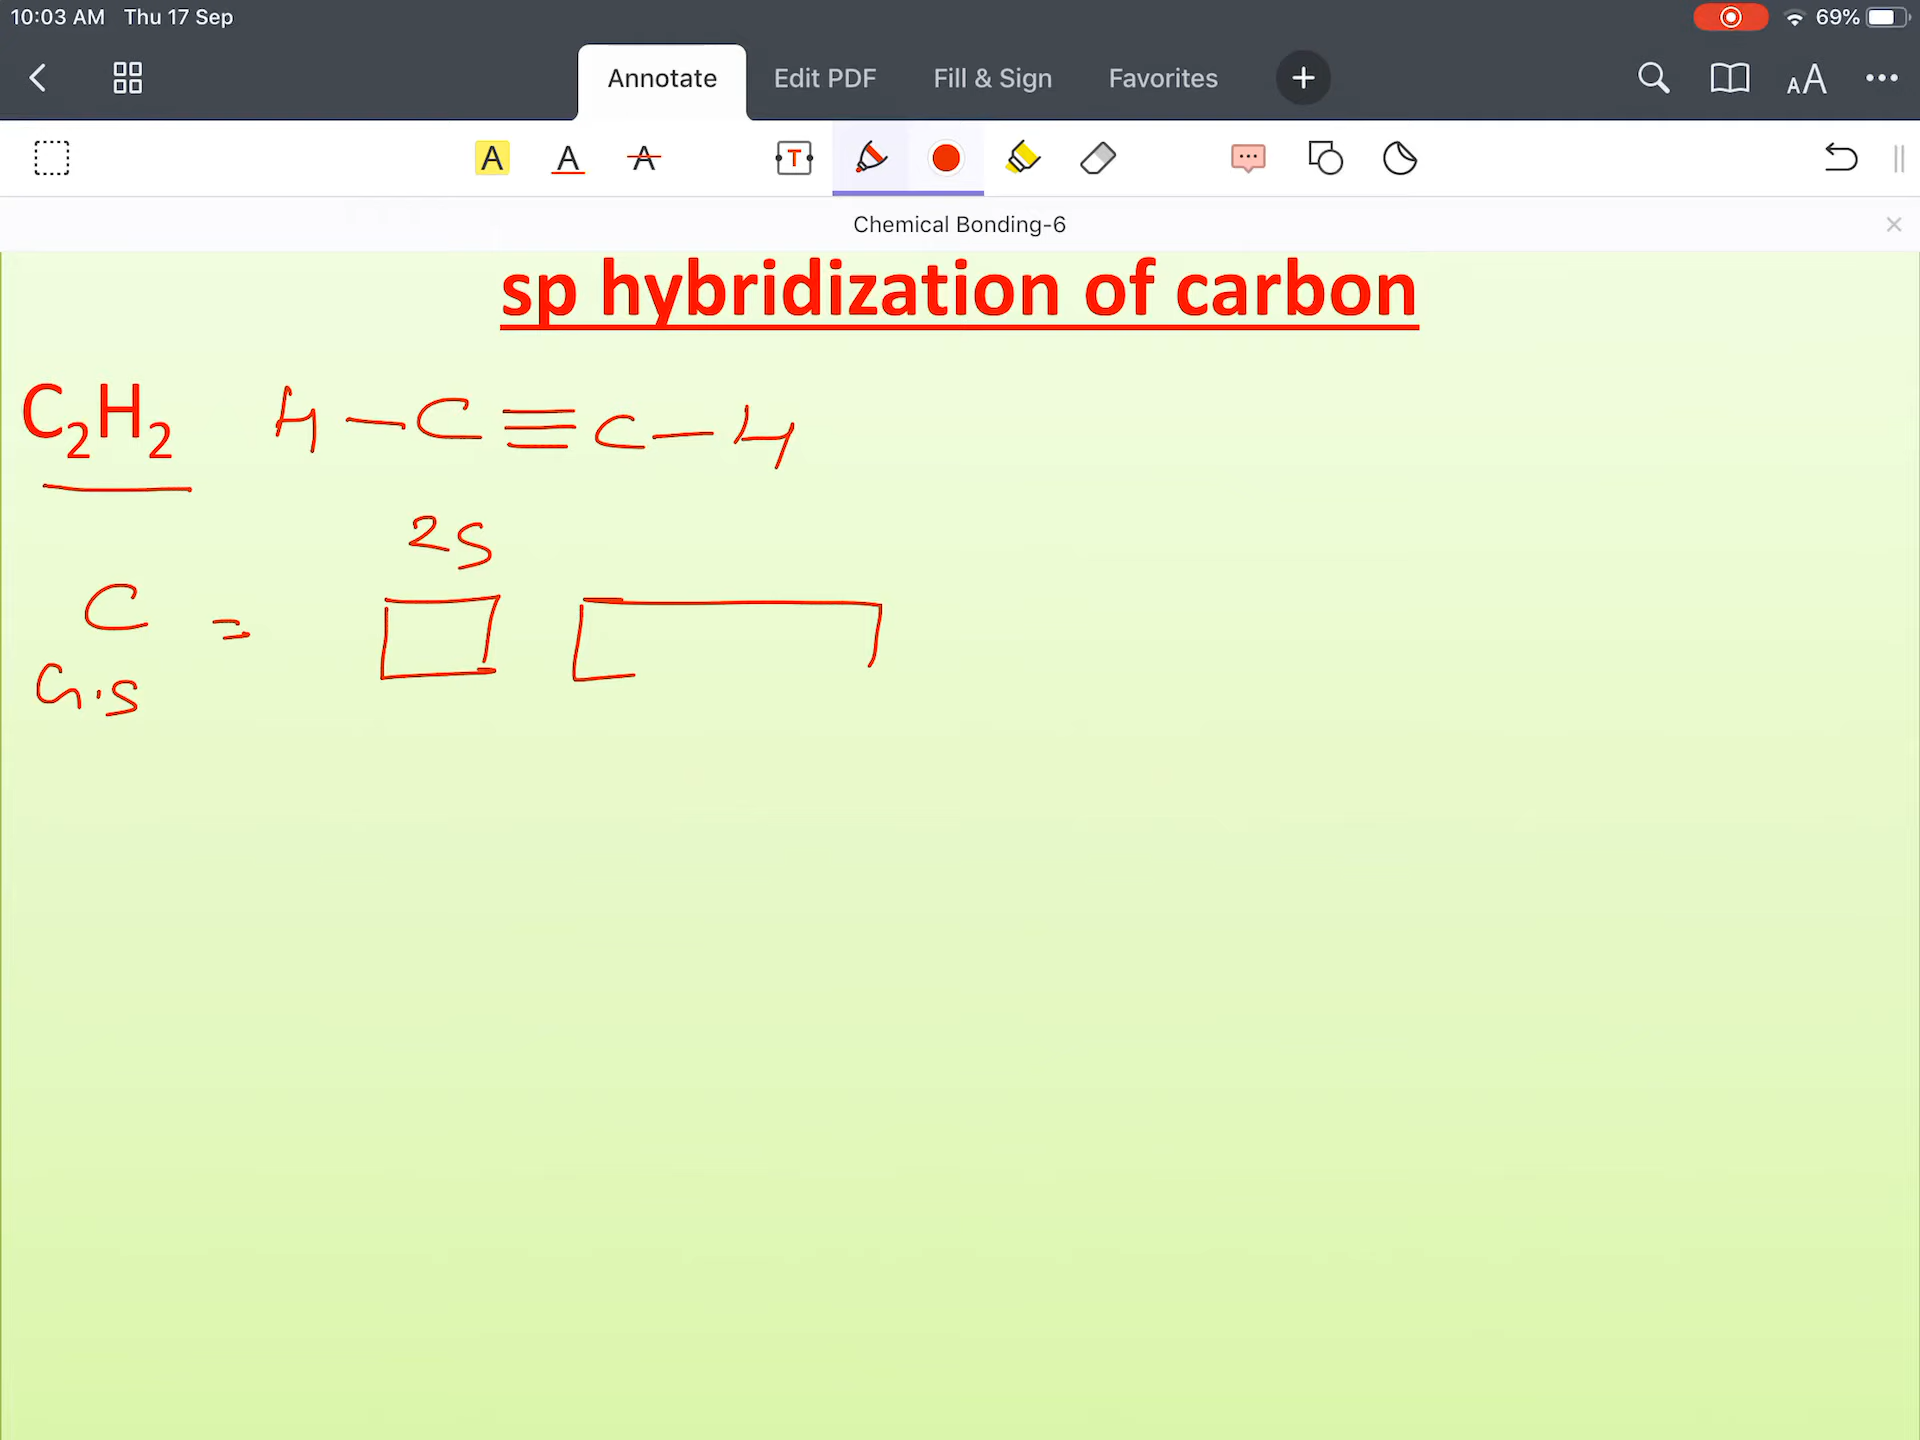 10:03 AM Thu 17 Sep 69%
Annotate Edit PDF Fill & Sign Favorites
Chemical Bonding-6
sp hybridization of carbon
C₂H₂ H — C ≡ C — H
2S
C =
G.S